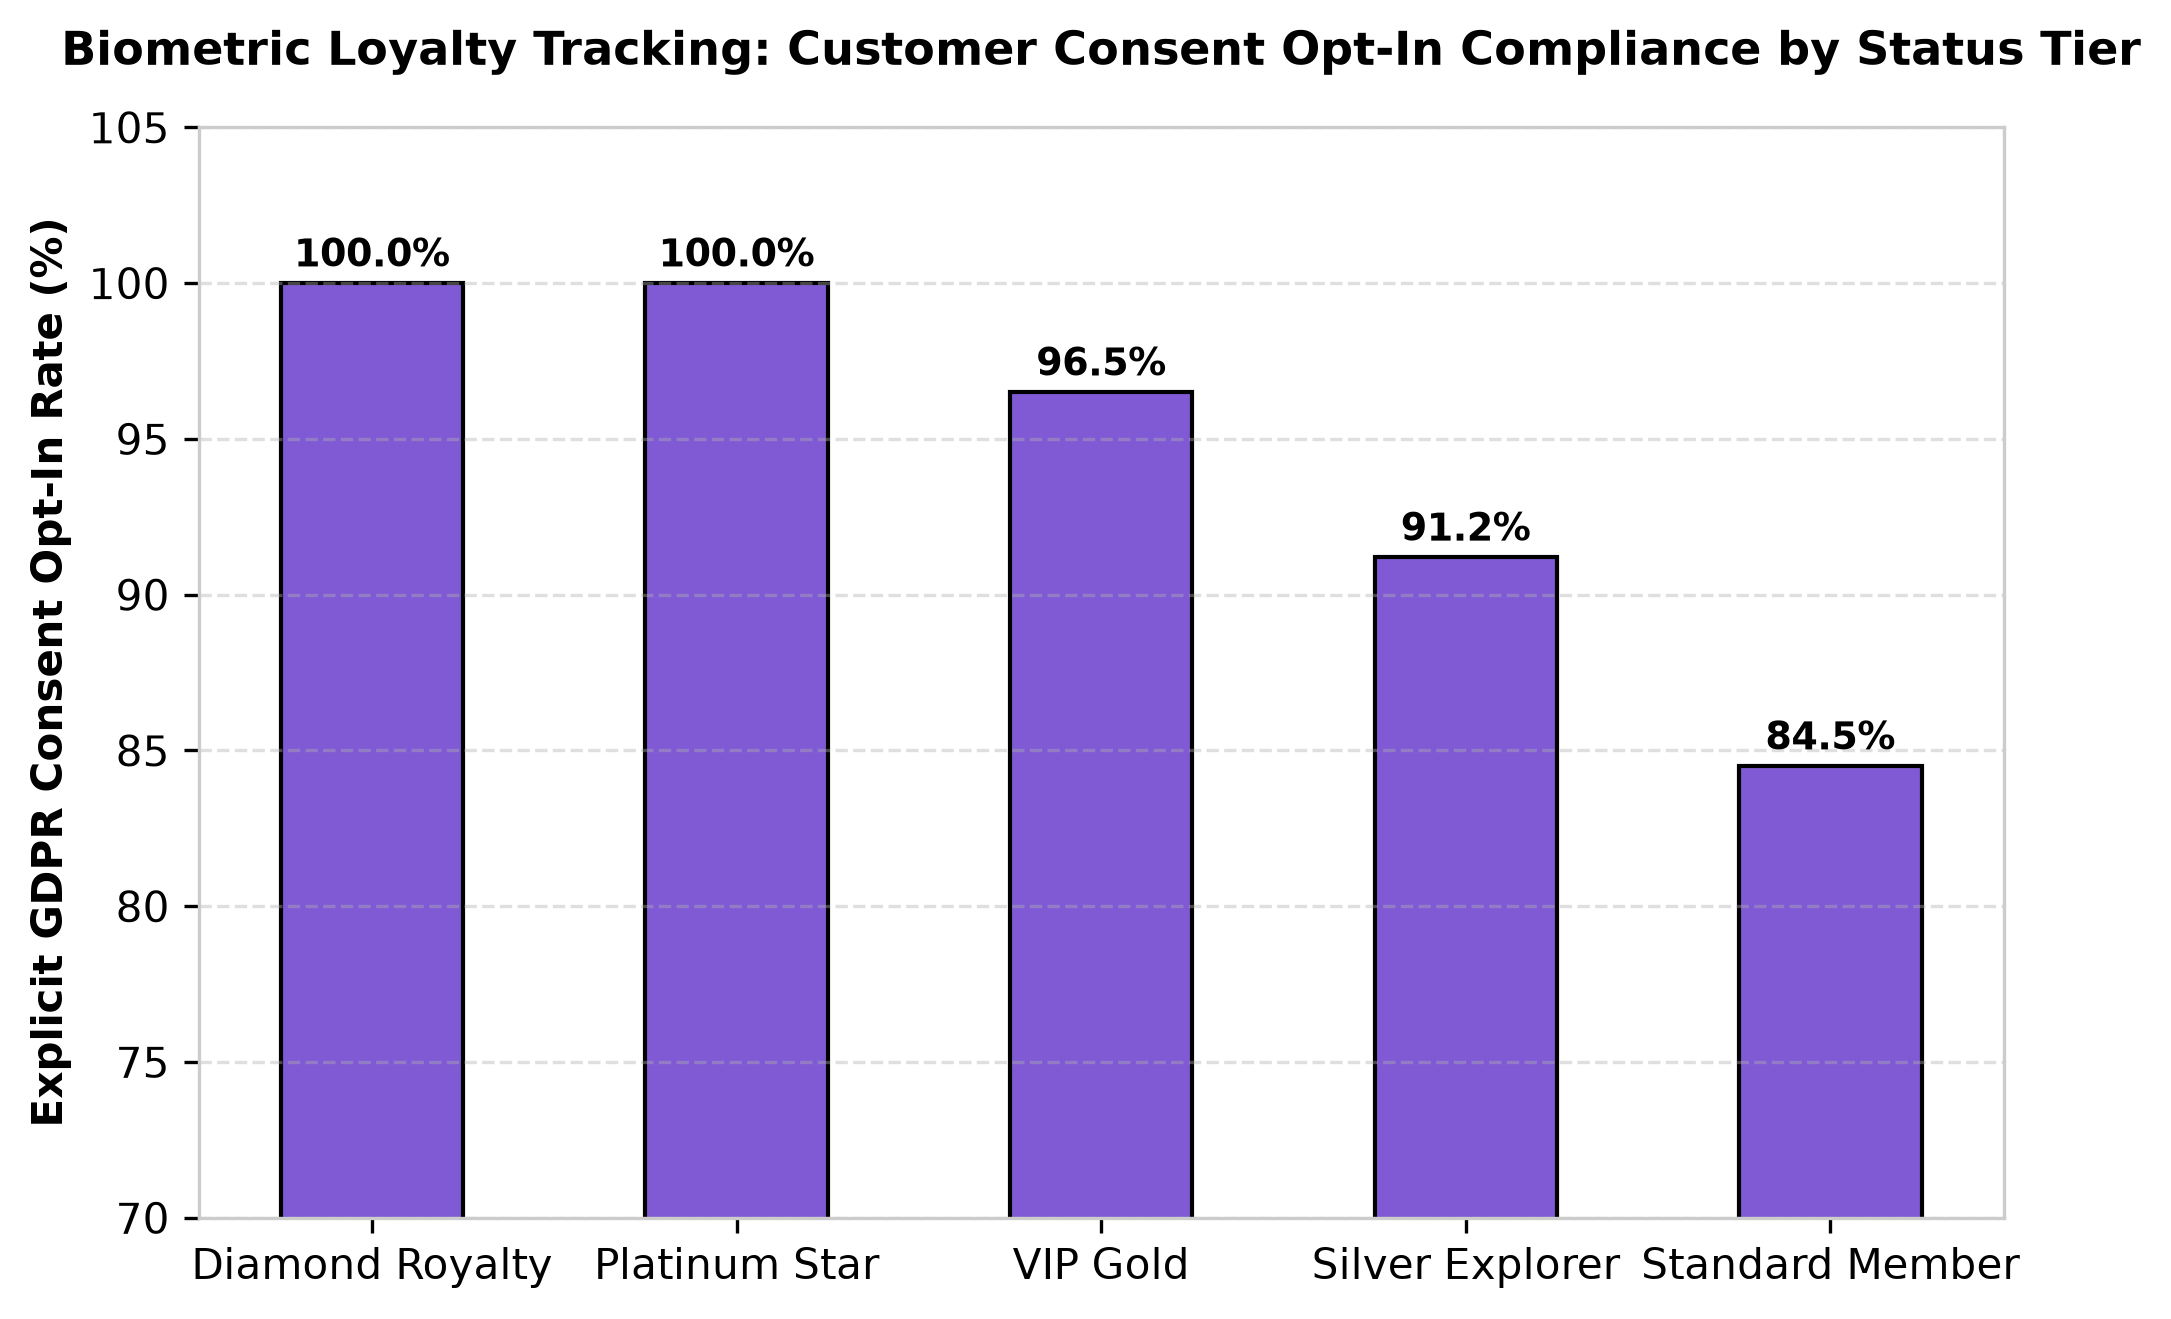 Biometric Loyalty Tracking: Customer Consent Opt-In Compliance by Status Tier
Explicit GDPR Consent Opt-In Rate (%)
105
100
95
90
85
80
75
70
100.0%
100.0%
96.5%
91.2%
84.5%
Diamond Royalty
Platinum Star
VIP Gold
Silver Explorer
Standard Member